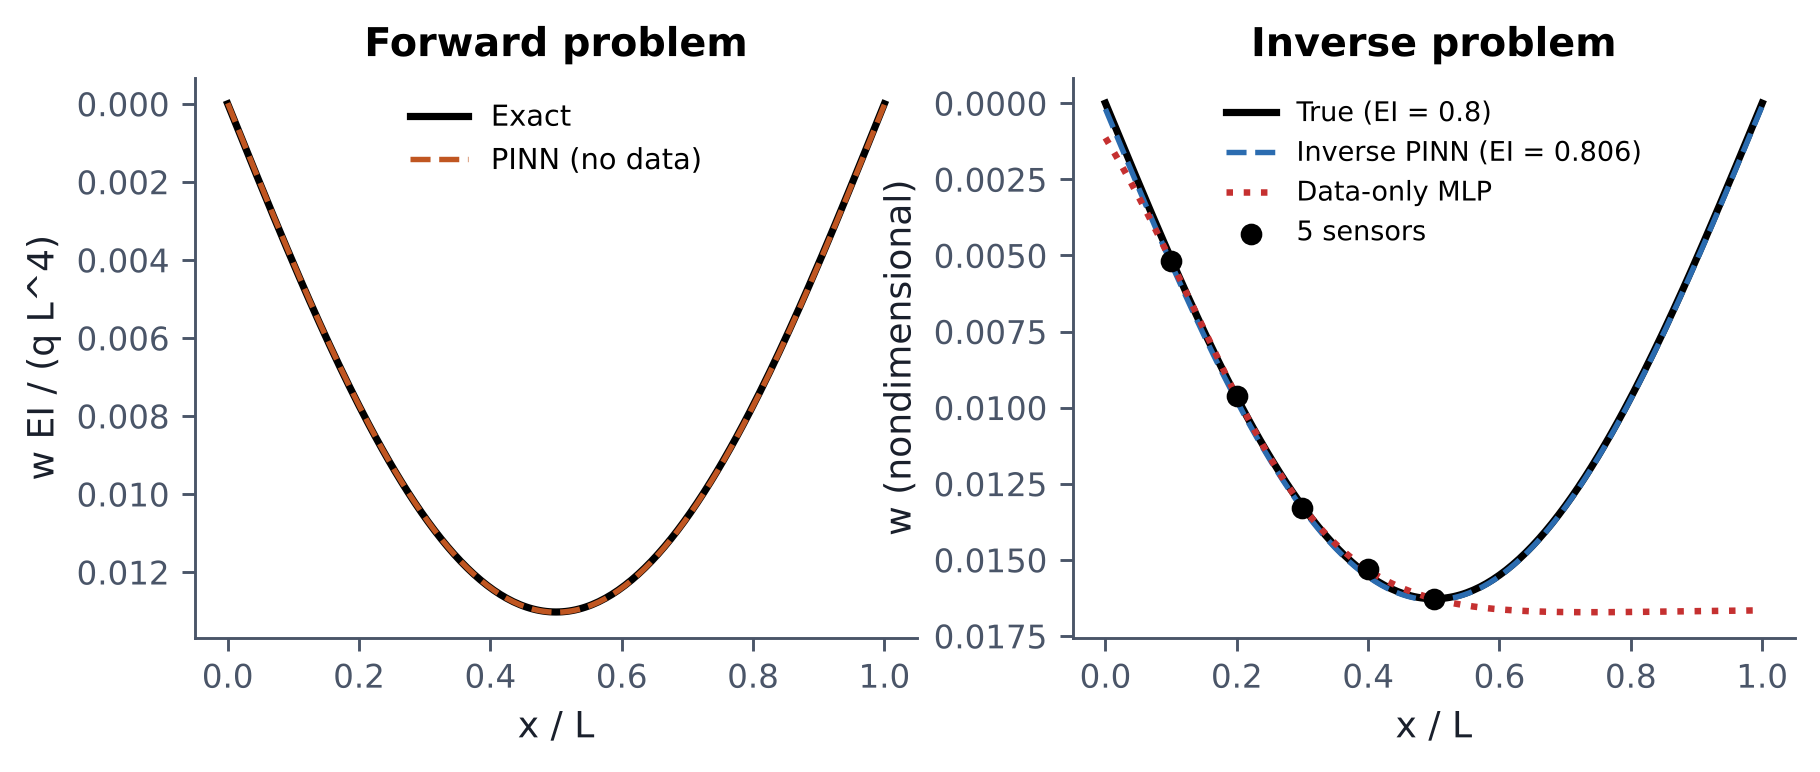 Forward problem
w EI / (q L^4)
0.000
0.002
0.004
0.006
0.008
0.010
0.012
Exact
PINN (no data)
0.0 0.2 0.4 0.6 0.8 1.0
x / L
Inverse problem
w (nondimensional)
0.0000
0.0025
0.0050
0.0075
0.0100
0.0125
0.0150
0.0175
True (EI = 0.8)
Inverse PINN (EI = 0.806)
Data-only MLP
5 sensors
0.0 0.2 0.4 0.6 0.8 1.0
x / L